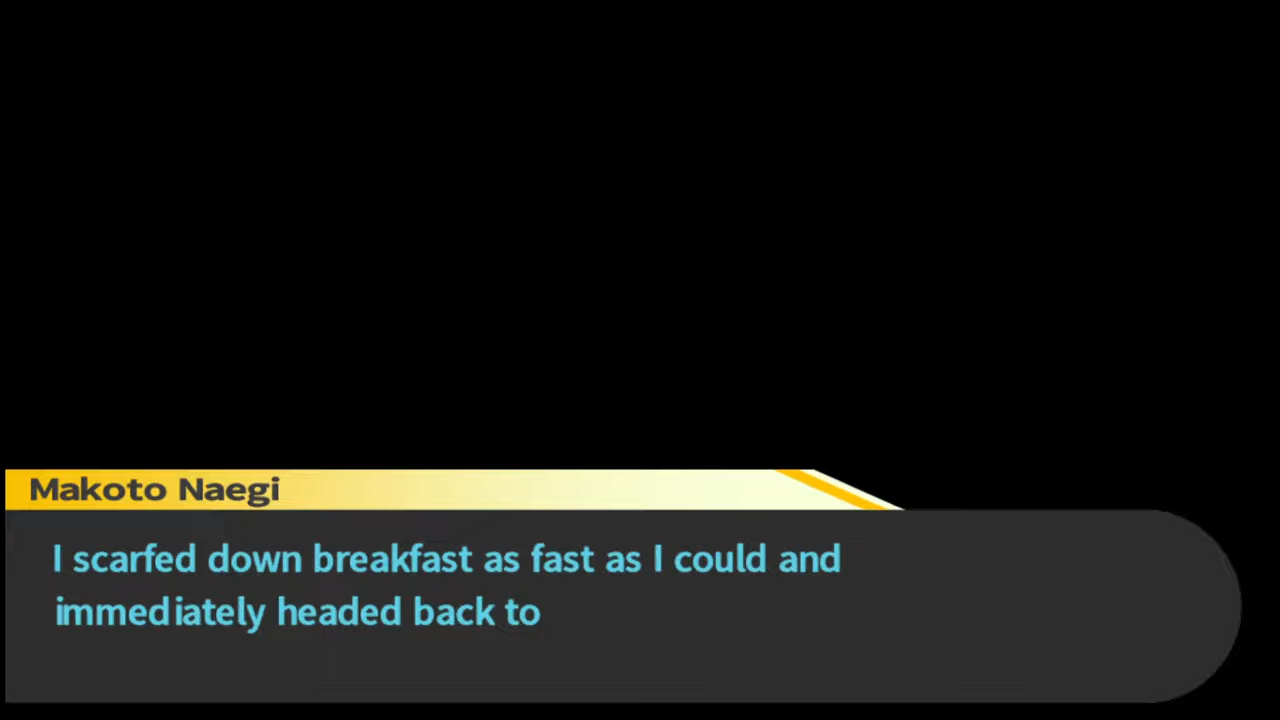 Makoto Naegi
I scarfed down breakfast as fast as I could and
immediately headed back to